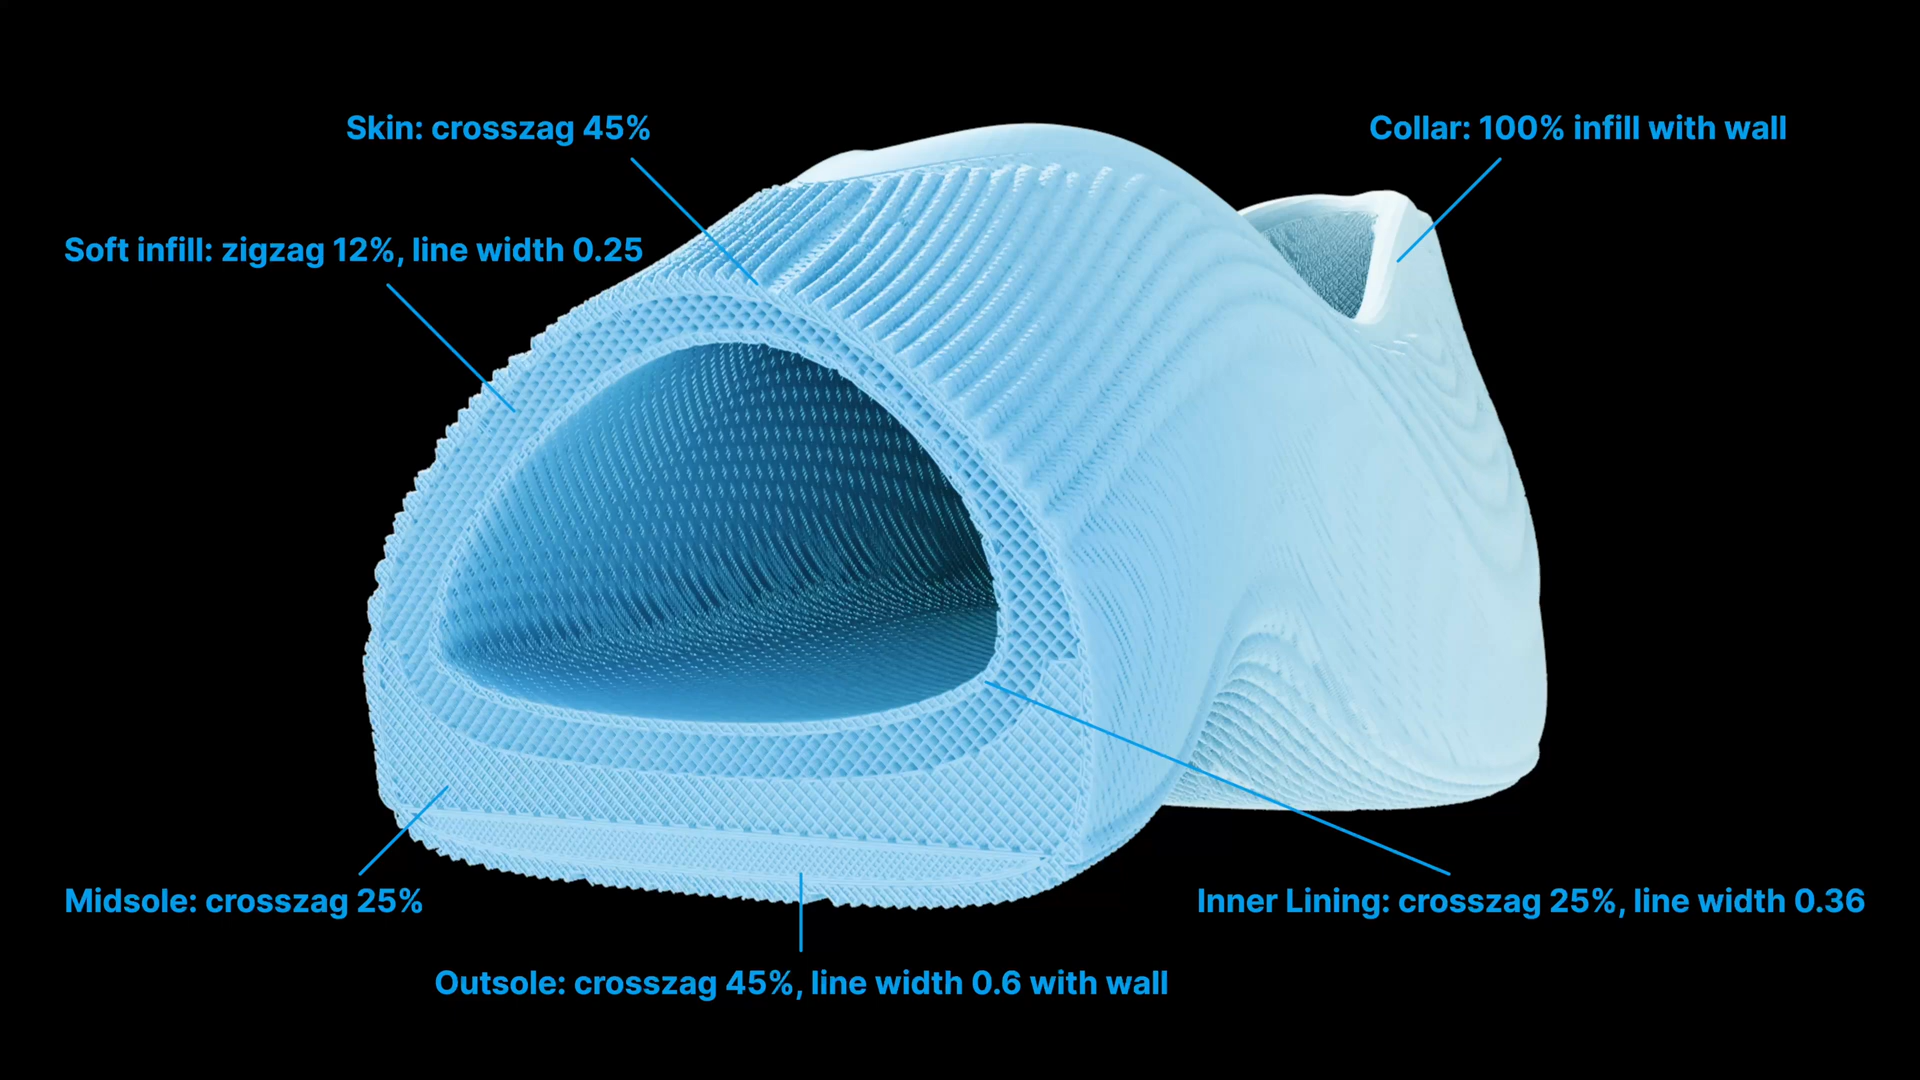 Skin: crosszag 45%
Collar: 100% infill with wall
Soft infill: zigzag 12%, line width 0.25
Midsole: crosszag 25%
Inner Lining: crosszag 25%, line width 0.36
Outsole: crosszag 45%, line width 0.6 with wall